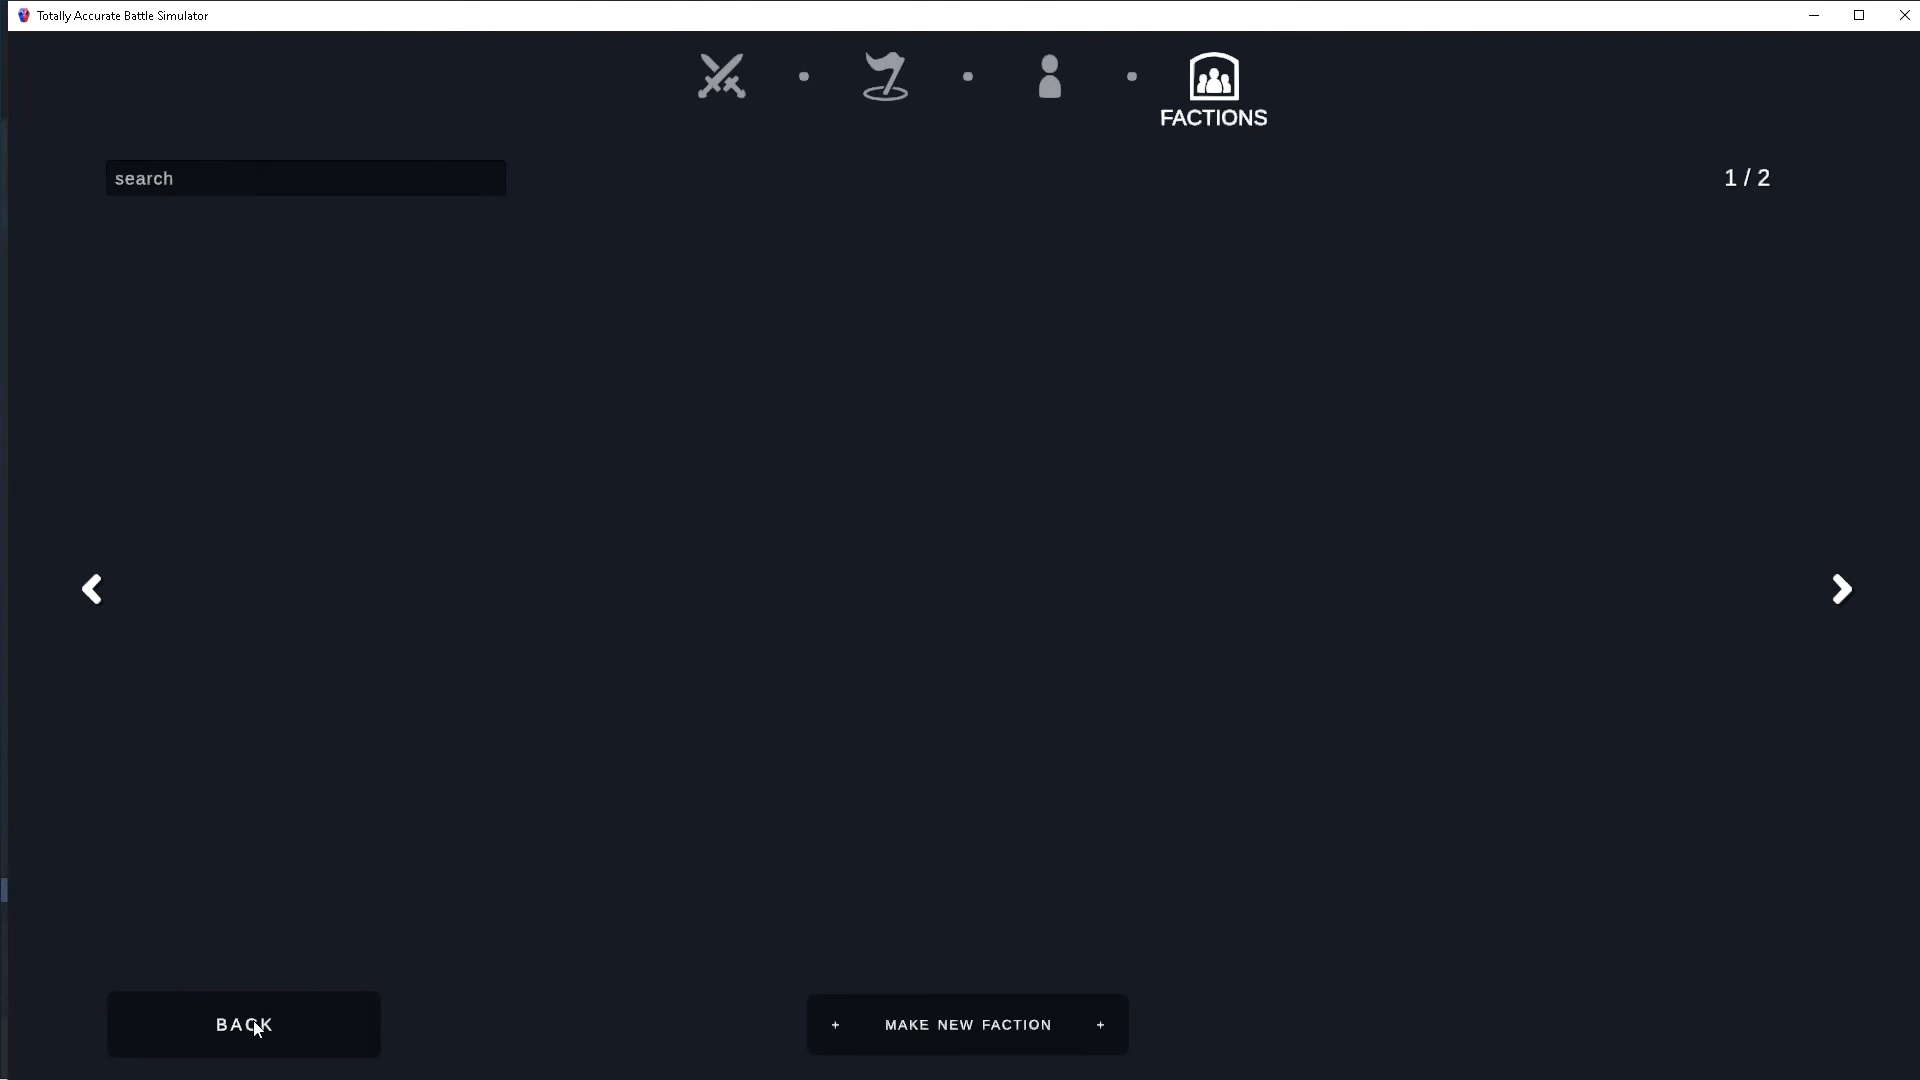 Totally Accurate Battle Simulator
FACTIONS
search
1 / 2
BACK
+ MAKE NEW FACTION +